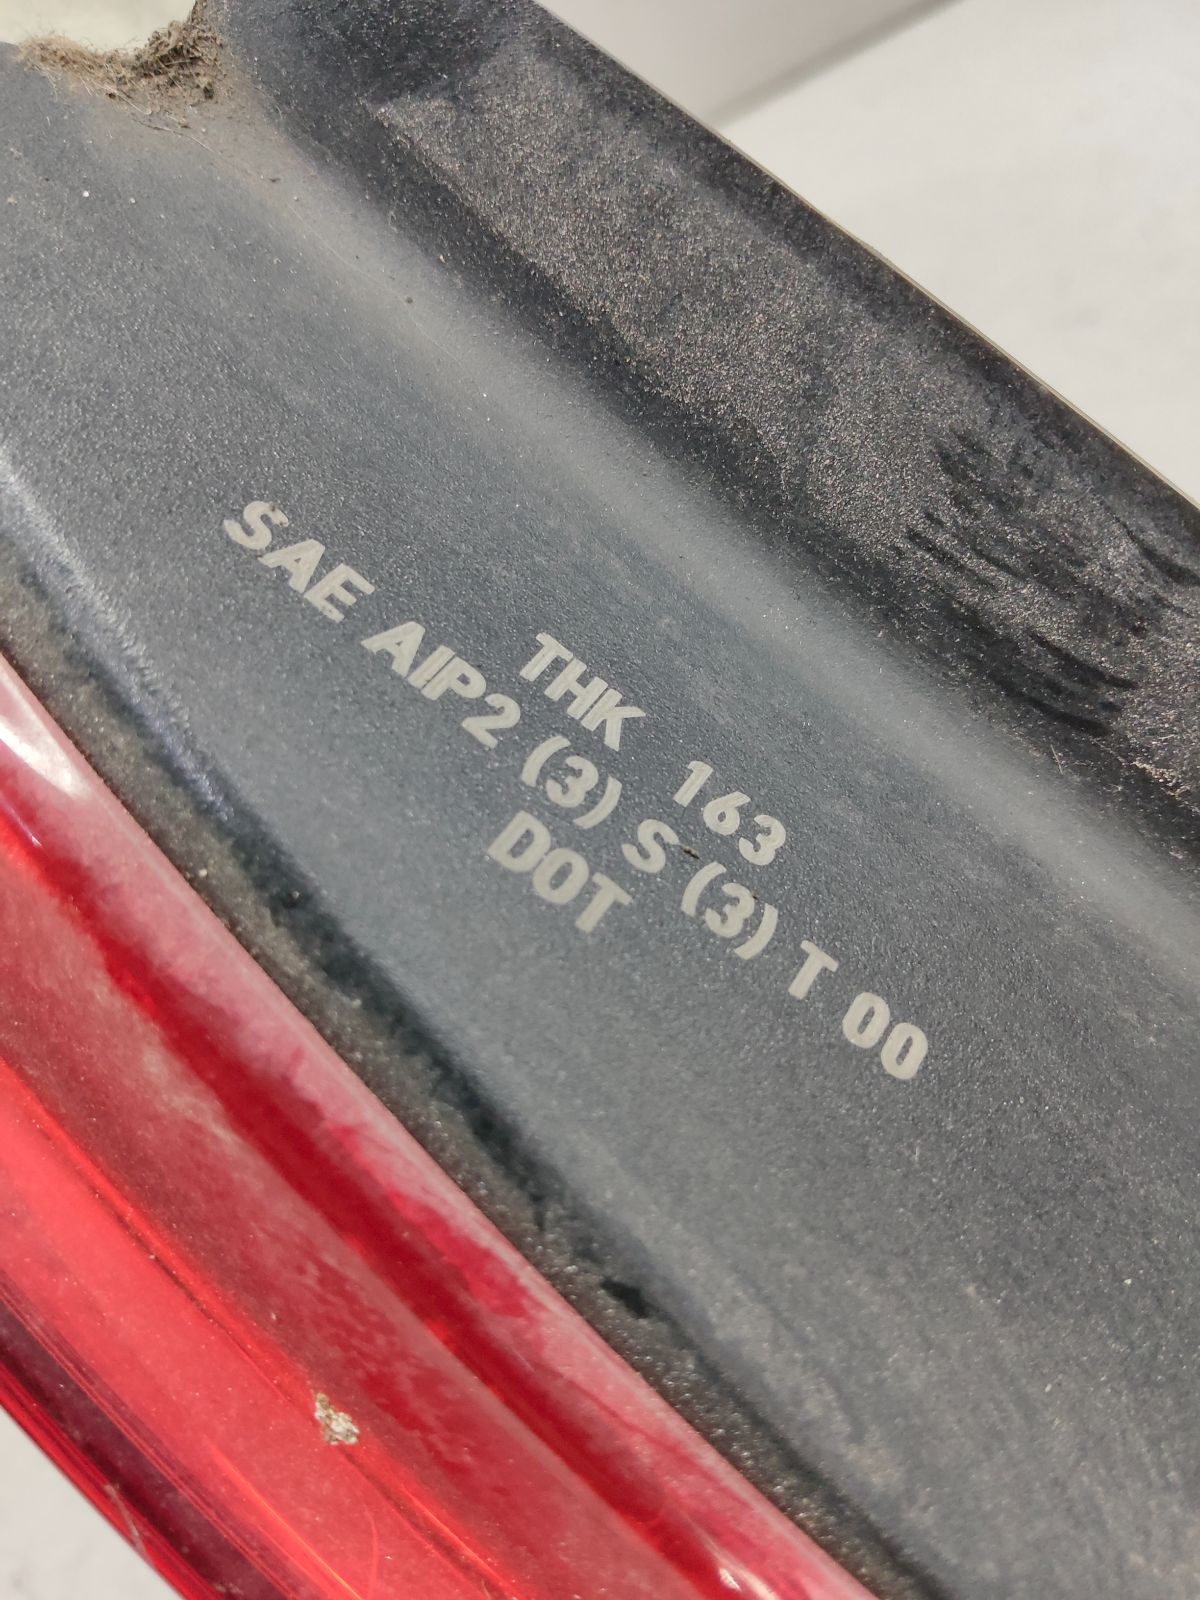 THK 163
SAE AIP2 (3) S (3) T 00
DOT